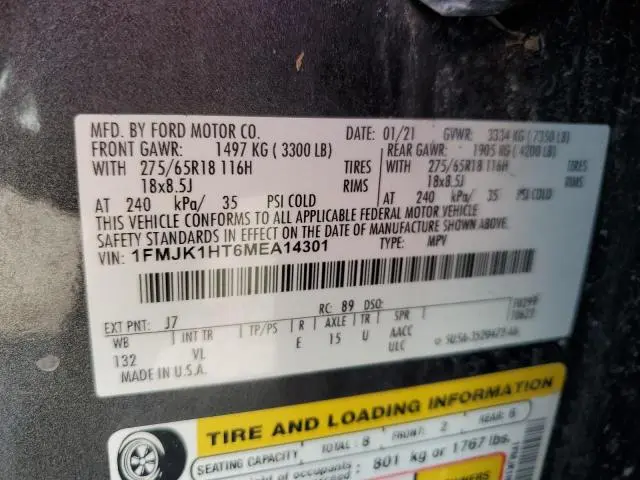 MFD. BY FORD MOTOR CO. DATE: 01/21 GVWR: 3334 KG (7350 LB)
FRONT GAWR: 1497 KG (3300 LB) REAR GAWR: 1905 KG (4200 LB)
WITH 275/65R18 116H TIRES WITH 275/65R18 116H TIRES
18x8.5J RIMS 18x8.5J RIMS
AT 240 kPa/ 35 PSI COLD AT 240 kPa/ 35 PSI COLD
THIS VEHICLE CONFORMS TO ALL APPLICABLE FEDERAL MOTOR VEHICLE
SAFETY STANDARDS IN EFFECT ON THE DATE OF MANUFACTURE SHOWN ABOVE.
VIN: 1FMJK1HT6MEA14301 TYPE: MPV
EXT PNT: J7 RC: 89 DSO:
WB INT TR TP/PS R AXLE TR SPR
132 VL E 15 U AACC
ULC
MADE IN U.S.A.
TIRE AND LOADING INFORMATION
SEATING CAPACITY TOTAL: 8 FRONT: 2 REAR: 6
of occupants 801 kg or 1767 lbs.
OWNERS